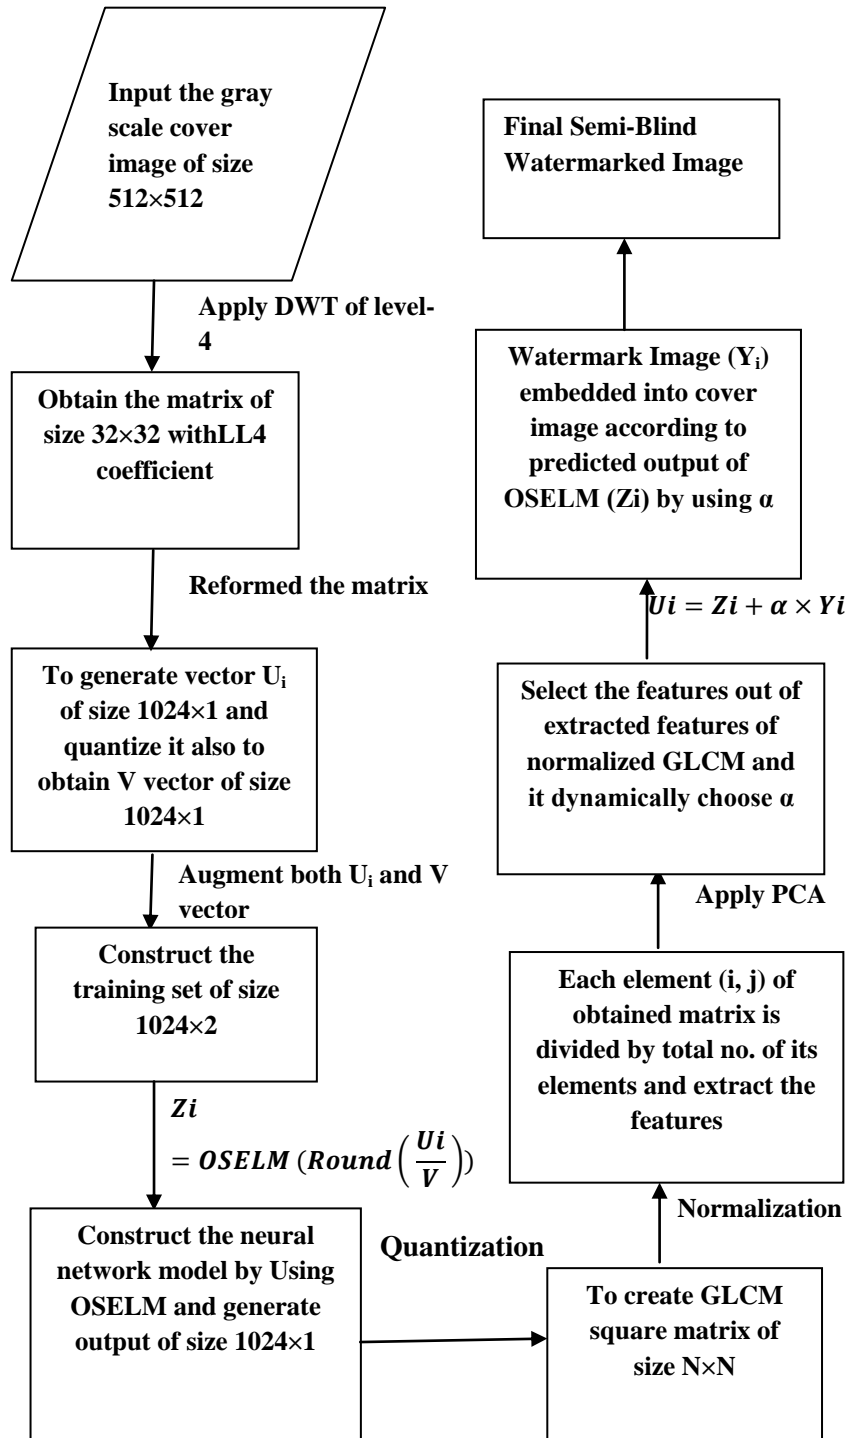 Input the gray
scale cover
image of size
512×512
Apply DWT of level-
4
Obtain the matrix of
size 32×32 withLL4
coefficient
Reformed the matrix
To generate vector Uᵢ
of size 1024×1 and
quantize it also to
obtain V vector of size
1024×1
Augment both Uᵢ and V
vector
Construct the
training set of size
1024×2
Zi
= OSELM (Round(Ui/V))
Construct the neural
network model by Using
OSELM and generate
output of size 1024×1
Quantization
To create GLCM
square matrix of
size N×N
Normalization
Each element (i, j) of
obtained matrix is
divided by total no. of its
elements and extract the
features
Apply PCA
Select the features out of
extracted features of
normalized GLCM and
it dynamically choose α
Ui = Zi + α × Yi
Watermark Image (Yᵢ)
embedded into cover
image according to
predicted output of
OSELM (Zi) by using α
Final Semi-Blind
Watermarked Image